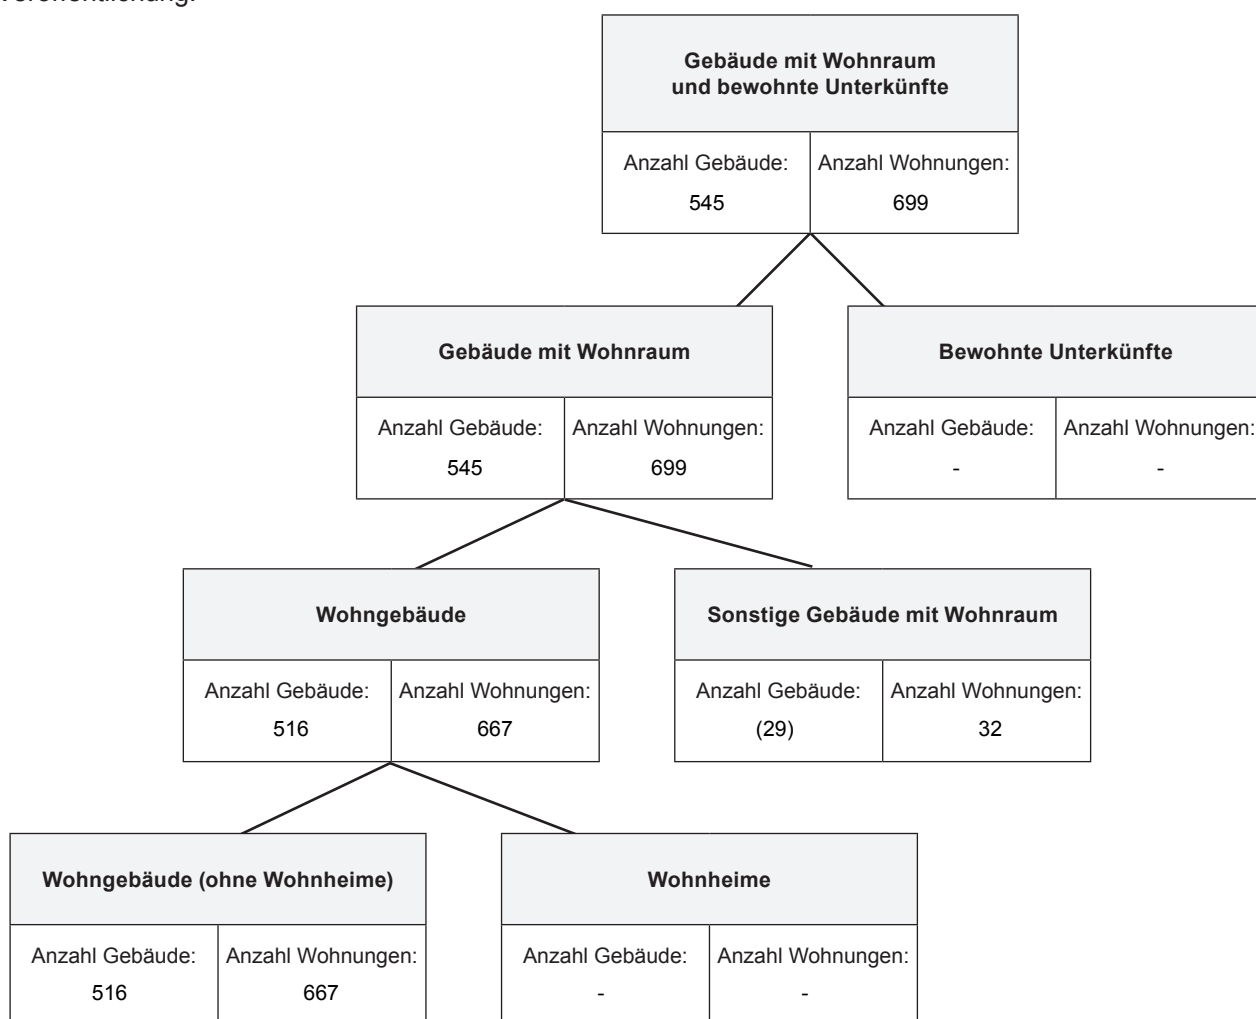 Veröffentlichung.
Gebäude mit Wohnraum
und bewohnte Unterkünfte
Anzahl Gebäude: Anzahl Wohnungen:
545 699
Gebäude mit Wohnraum Bewohnte Unterkünfte
Anzahl Gebäude: Anzahl Wohnungen: Anzahl Gebäude: Anzahl Wohnungen:
545 699 - -
Wohngebäude Sonstige Gebäude mit Wohnraum
Anzahl Gebäude: Anzahl Wohnungen: Anzahl Gebäude: Anzahl Wohnungen:
516 667 (29) 32
Wohngebäude (ohne Wohnheime) Wohnheime
Anzahl Gebäude: Anzahl Wohnungen: Anzahl Gebäude: Anzahl Wohnungen:
516 667 - -